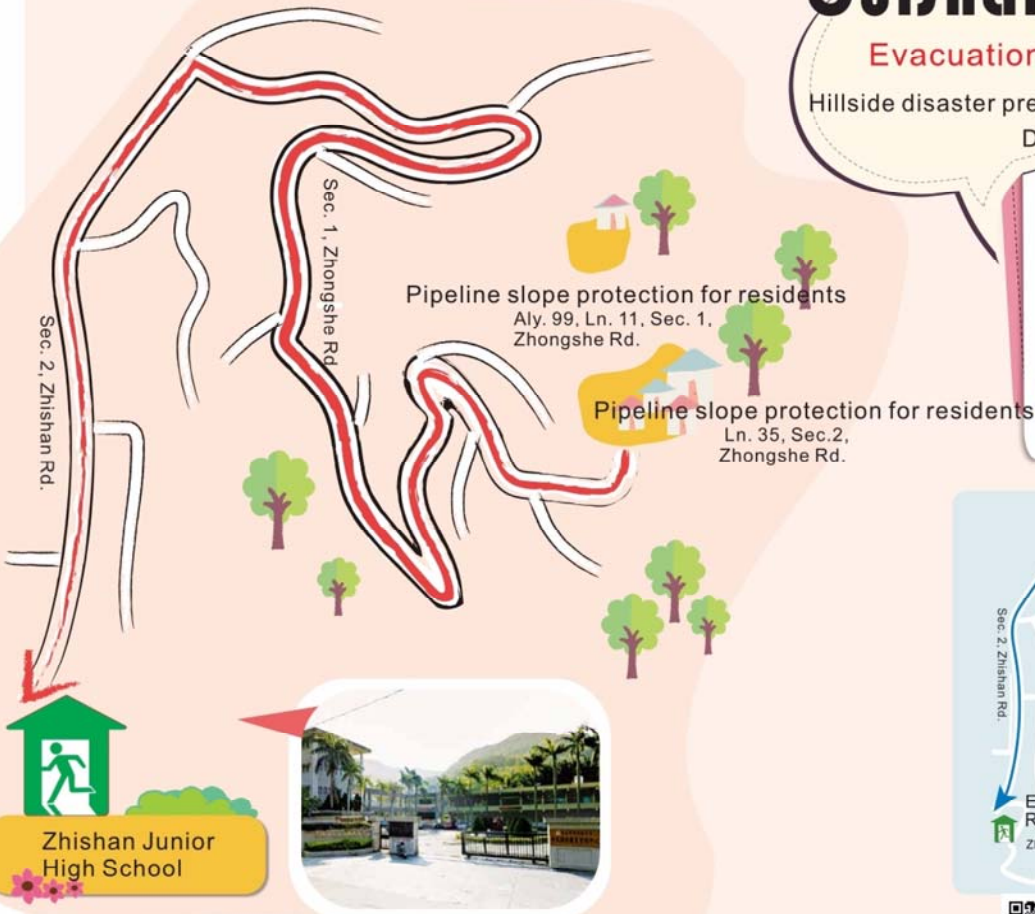 Evacuation
Hillside disaster pre
D
Sec. 1, Zhongshe Rd
Sec. 2, Zhishan Rd.
Pipeline slope protection for residents
Aly. 99, Ln. 11, Sec. 1,
Zhongshe Rd.
Pipeline slope protection for residents
Ln. 35, Sec.2,
Zhongshe Rd.
Sec. 2, Zhishan Rd.
E
R
Zhishan Junior
High School